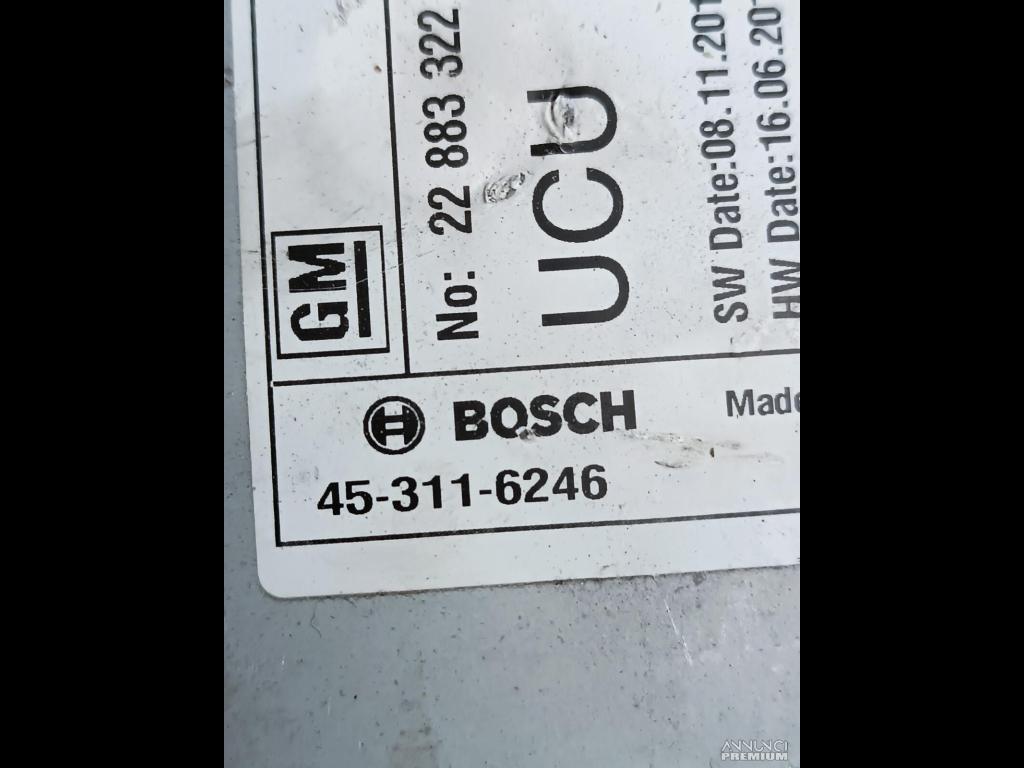 GM
No: 22 883 322
UCU
SW Date:08.11.201
HW Date:16.06.201
BOSCH
Made
45-311-6246
ANNUNCI
PREMIUM